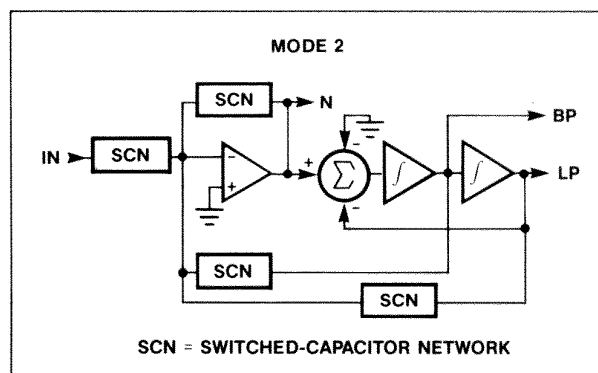 MODE 2
SCN
N
BP
IN
SCN
-
+
+
-
Σ
-
∫
∫
LP
SCN
SCN
SCN = SWITCHED-CAPACITOR NETWORK